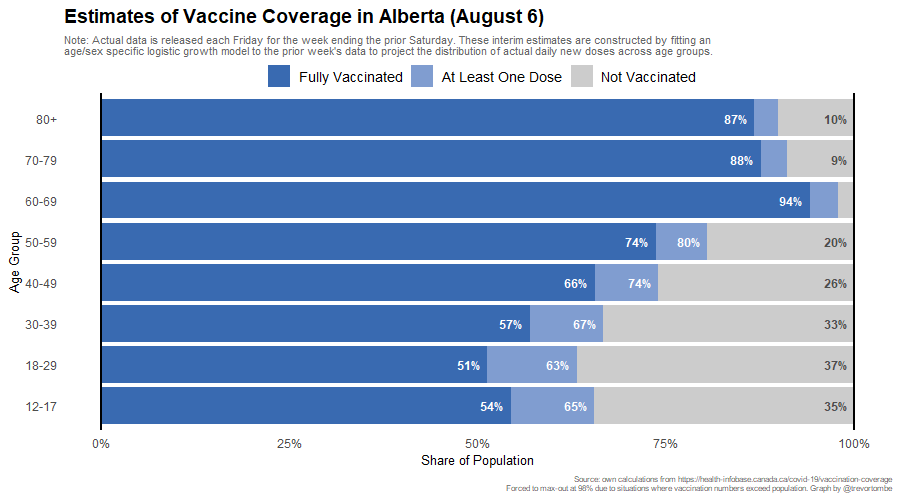 Estimates of Vaccine Coverage in Alberta (August 6)
Note: Actual data is released each Friday for the week ending the prior Saturday. These interim estimates are constructed by fitting an
age/sex specific logistic growth model to the prior week's data to project the distribution of actual daily new doses across age groups.
Fully Vaccinated At Least One Dose Not Vaccinated
80+ 87% 10%
70-79 88% 9%
60-69 94%
50-59 74% 80% 20%
40-49 66% 74% 26%
30-39 57% 67% 33%
18-29 51% 63% 37%
12-17 54% 65% 35%
Age Group
0% 25% 50% 75% 100%
Share of Population
Source: own calculations from https://health-infobase.canada.ca/covid-19/vaccination-coverage
Forced to max-out at 98% due to situations where vaccination numbers exceed population. Graph by @trevortombe